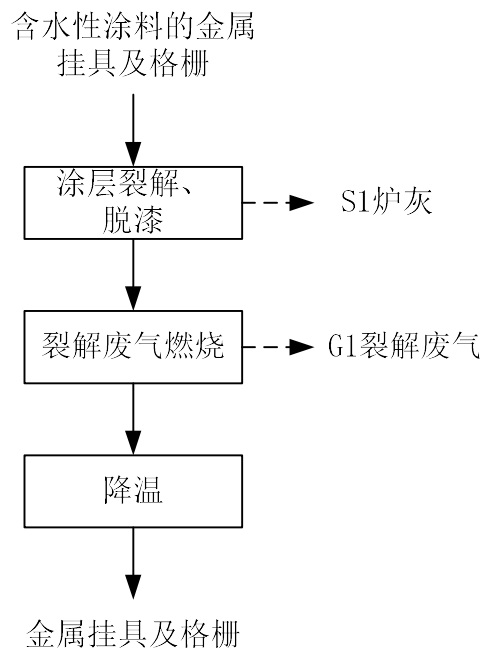 含水性涂料的金属
挂具及格栅
涂层裂解、
脱漆
S1炉灰
裂解废气燃烧
G1裂解废气
降温
金属挂具及格栅